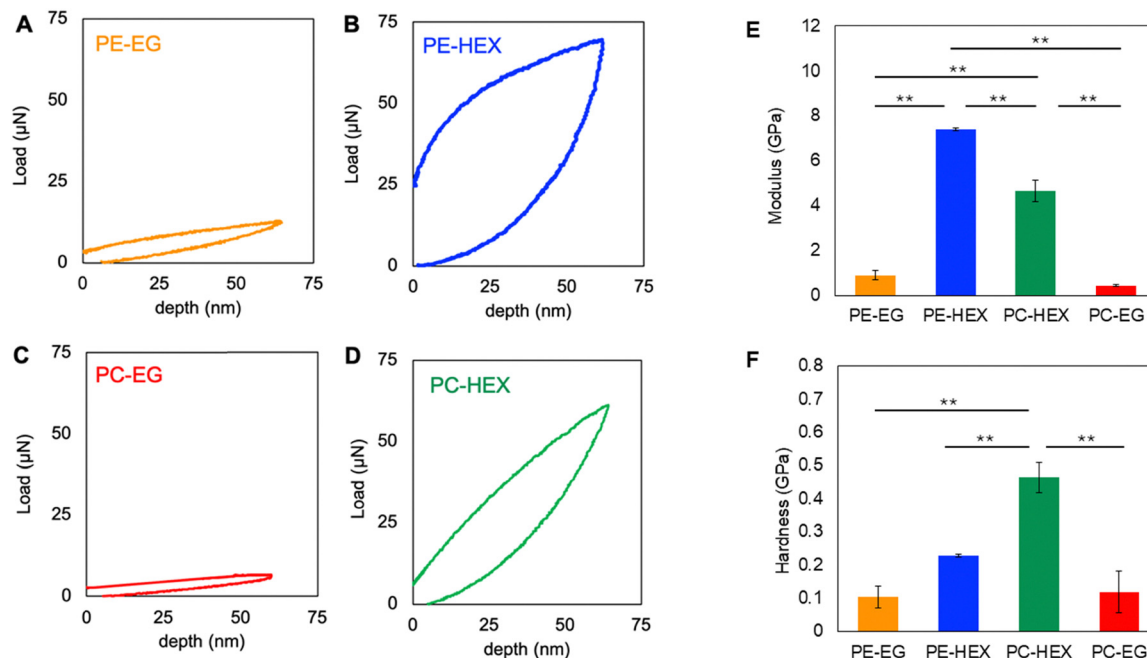 A
75
PE-EG
50
25
0
Load (µN)
0 25 50 75
depth (nm)
B
75
PE-HEX
50
25
0
Load (µN)
0 25 50 75
depth (nm)
C
75
PC-EG
50
25
0
Load (µN)
0 25 50 75
depth (nm)
D
75
PC-HEX
50
25
0
Load (µN)
0 25 50 75
depth (nm)
E
12
10
8
6
4
2
0
Modulus (GPa)
**
**
** ** **
PE-EG PE-HEX PC-HEX PC-EG
F
0.8
0.7
0.6
0.5
0.4
0.3
0.2
0.1
0
Hardness (GPa)
**
** **
PE-EG PE-HEX PC-HEX PC-EG